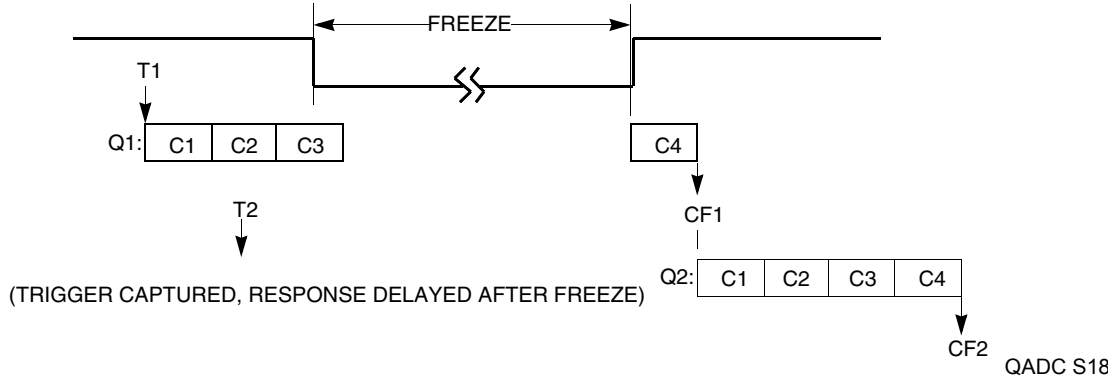 FREEZE
T1
Q1: C1 C2 C3 C4
T2
CF1
(TRIGGER CAPTURED, RESPONSE DELAYED AFTER FREEZE)
Q2: C1 C2 C3 C4
CF2
QADC S18